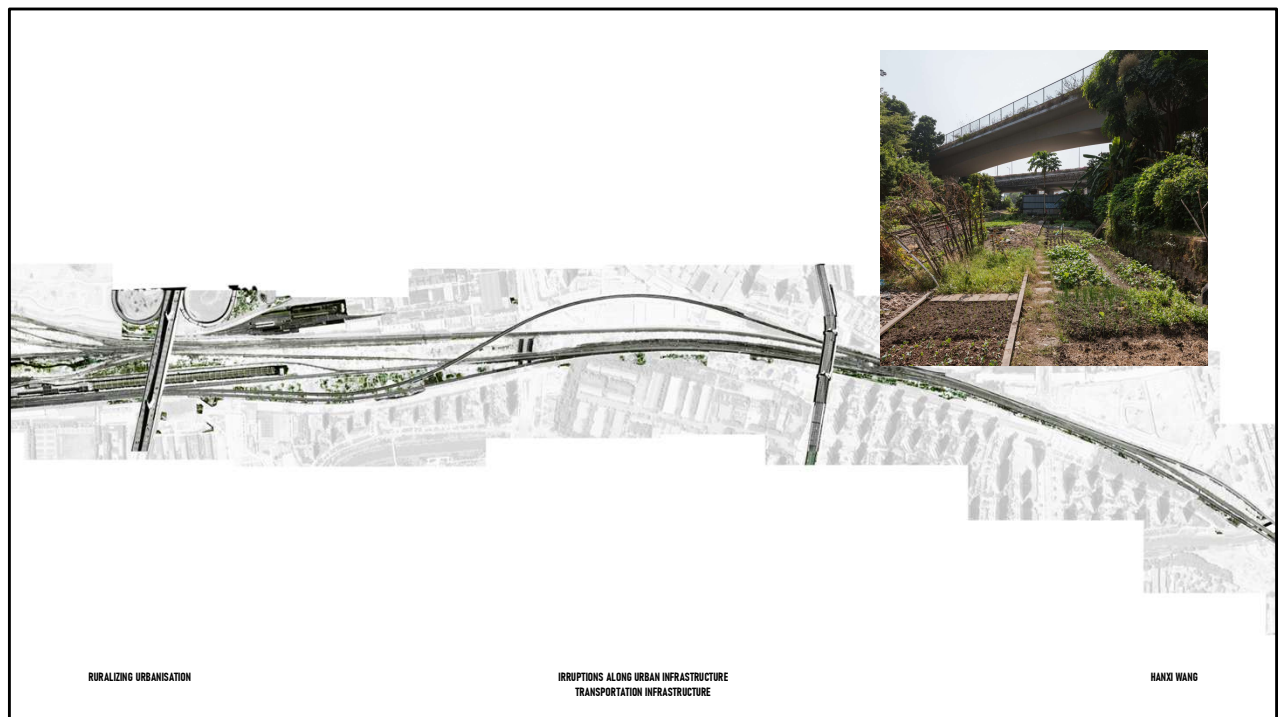 RURALIZING URBANISATION
IRRUPTIONS ALONG URBAN INFRASTRUCTURE
TRANSPORTATION INFRASTRUCTURE
HANXI WANG